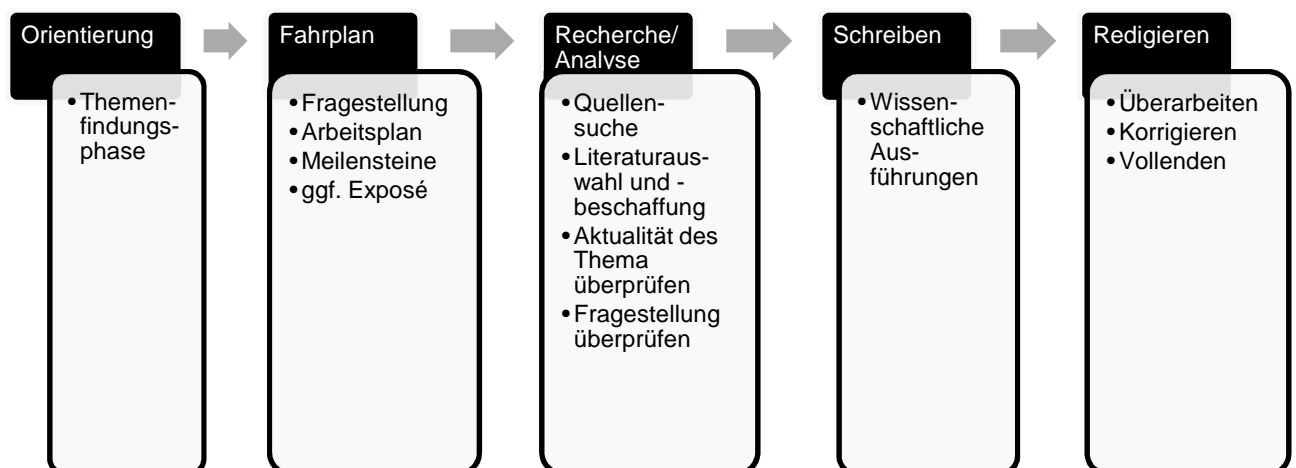 Orientierung
•Themen-
findungs-
phase
Fahrplan
•Fragestellung
•Arbeitsplan
•Meilensteine
•ggf. Exposé
Recherche/
Analyse
•Quellen-
suche
•Literaturaus-
wahl und -
beschaffung
•Aktualität des
Thema
überprüfen
•Fragestellung
überprüfen
Schreiben
•Wissen-
schaftliche
Aus-
führungen
Redigieren
•Überarbeiten
•Korrigieren
•Vollenden